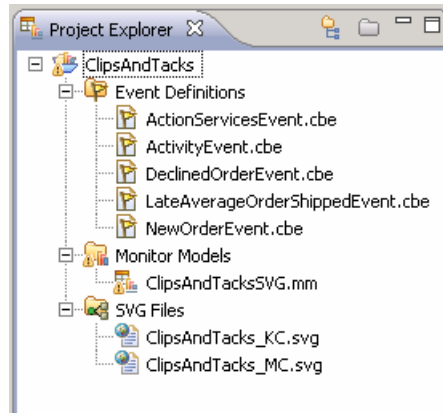 Project Explorer
ClipsAndTacks
Event Definitions
ActionServicesEvent.cbe
ActivityEvent.cbe
DeclinedOrderEvent.cbe
LateAverageOrderShippedEvent.cbe
NewOrderEvent.cbe
Monitor Models
ClipsAndTacksSVG.mm
SVG Files
ClipsAndTacks_KC.svg
ClipsAndTacks_MC.svg